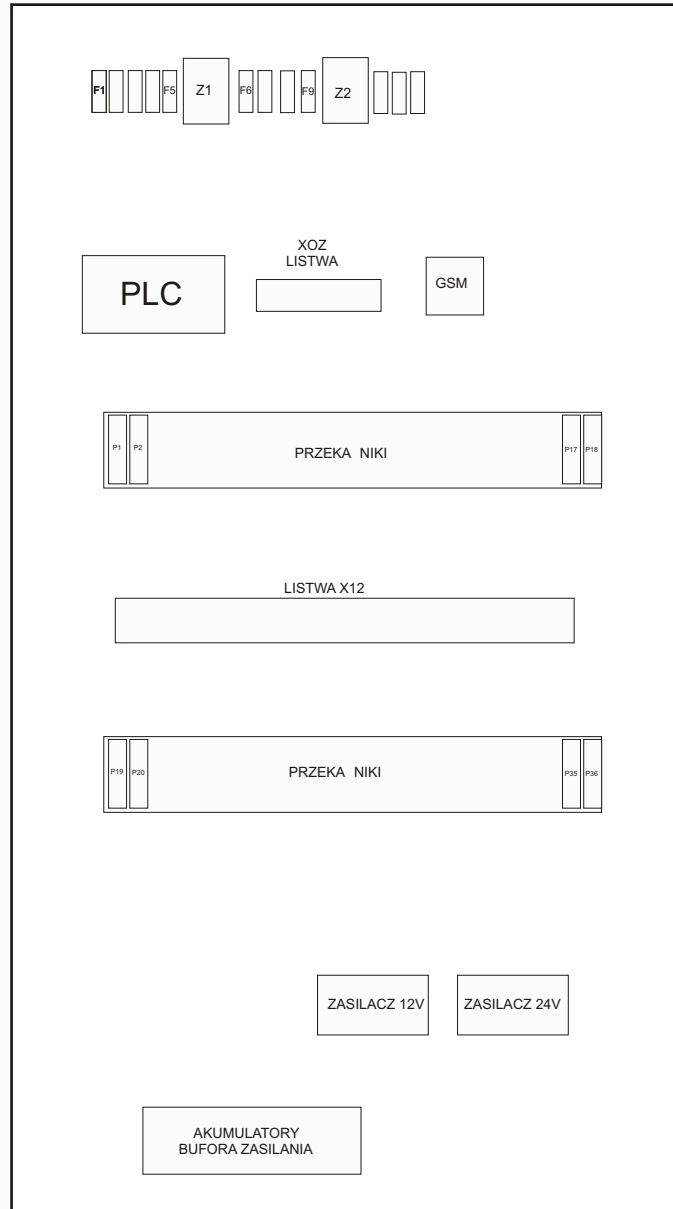 F1 F5 Z1 F6 F9 Z2
XOZ
LISTWA
PLC
GSM
P1 P2 PRZEKA NIKI P17 P18
LISTWA X12
P19 P20 PRZEKA NIKI P35 P36
ZASILACZ 12V ZASILACZ 24V
AKUMULATORY
BUFORA ZASILANIA